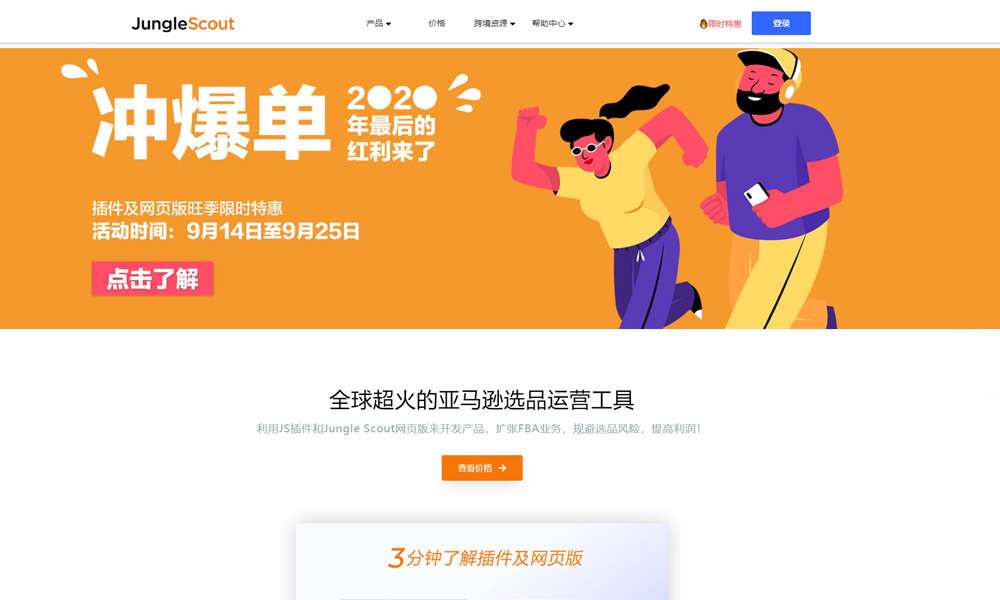 JungleScout
产品
价格
跨境资源
帮助中心
限时特惠
登录
冲爆单
2020
年最后的
红利来了
插件及网页版旺季限时特惠
活动时间：9月14日至9月25日
点击了解
全球超火的亚马逊选品运营工具
利用JS插件和Jungle Scout网页版来开发产品，扩张FBA业务，规避选品风险，提高利润！
查看价格
3分钟了解插件及网页版